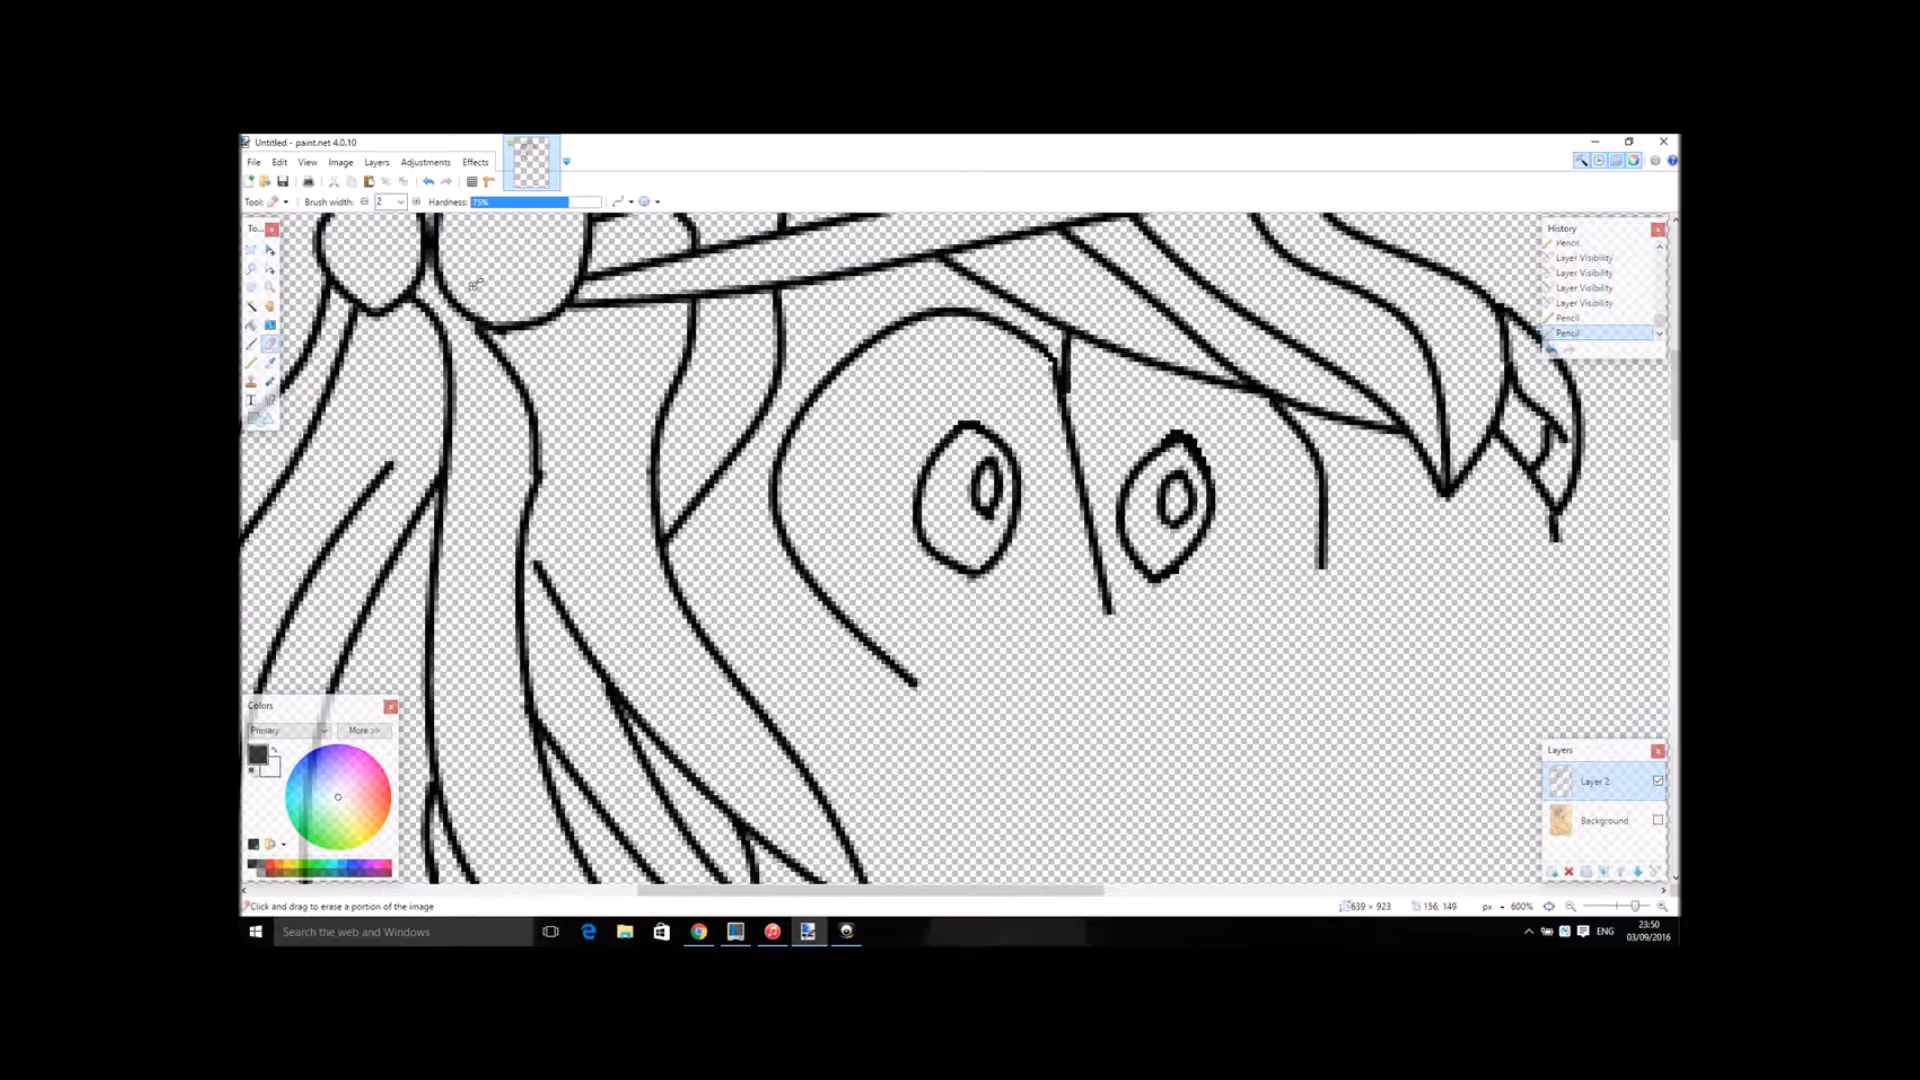 Untitled - paint.net 4.0.10
File Edit View Image Layers Adjustments Effects
Tool: Brush width: 2 Hardness: 75%
To...
History
Pencil
Layer Visibility
Layer Visibility
Layer Visibility
Layer Visibility
Pencil
Pencil
Colors
Primary More >>
Layers
Layer 2
Background
Click and drag to erase a portion of the image
639 × 923 156, 149 px 600%
Search the web and Windows
ENG
23:50
03/09/2016